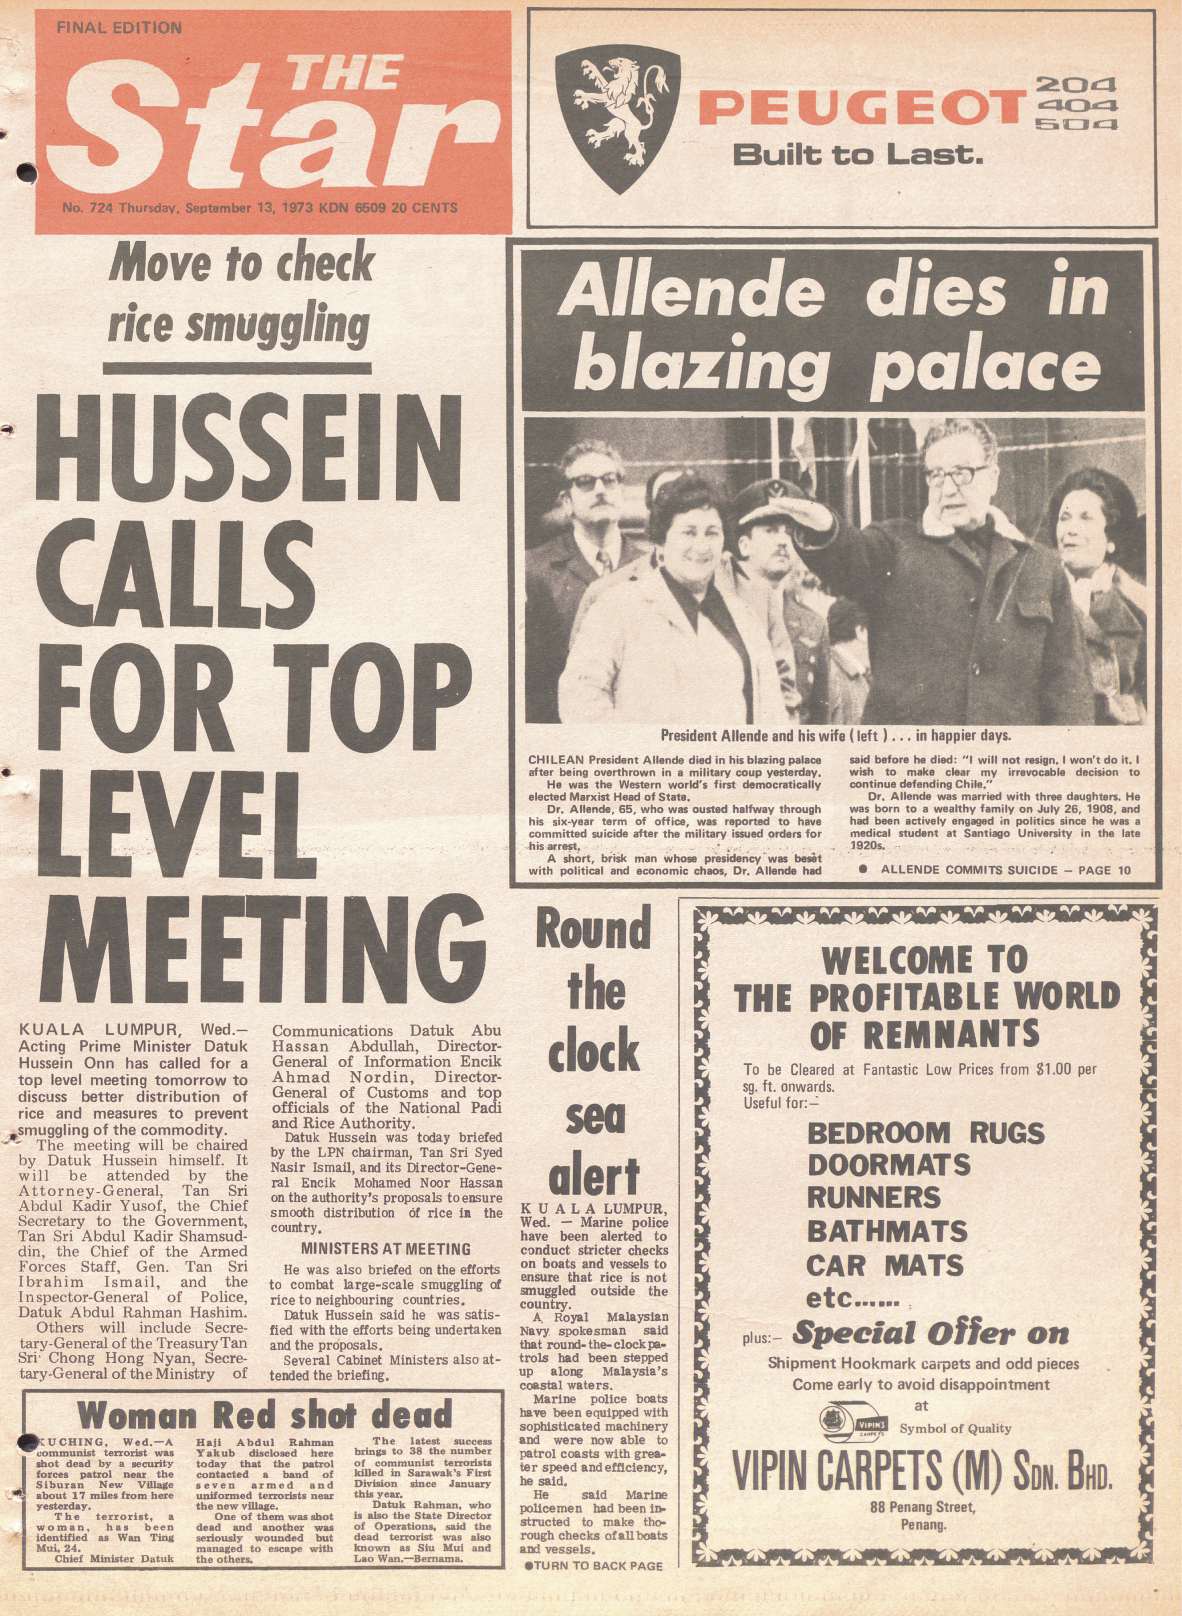 FINAL EDITION
THE
Star
No. 724 Thursday, September 13, 1973 KDN 6509 20 CENTS
PEUGEOT
204
404
504
Built to Last.
Move to check
rice smuggling
HUSSEIN
CALLS
FOR TOP
LEVEL
MEETING
KUALA LUMPUR, Wed.—
Acting Prime Minister Datuk
Hussein Onn has called for a
top level meeting tomorrow to
discuss better distribution of
rice and measures to prevent
smuggling of the commodity.
The meeting will be chaired
by Datuk Hussein himself. It
will be attended by the
Attorney-General, Tan Sri
Abdul Kadir Yusof, the Chief
Secretary to the Government,
Tan Sri Abdul Kadir Shamsud-
din, the Chief of the Armed
Forces Staff, Gen. Tan Sri
Ibrahim Ismail, and the
Inspector-General of Police,
Datuk Abdul Rahman Hashim.
Others will include Secre-
tary-General of the Treasury Tan
Sri Chong Hong Nyan, Secre-
tary-General of the Ministry of
Communications Datuk Abu
Hassan Abdullah, Director-
General of Information Encik
Ahmad Nordin, Director-
General of Customs and top
officials of the National Padi
and Rice Authority.
Datuk Hussein was today briefed
by the LPN chairman, Tan Sri Syed
Nasir Ismail, and its Director-Gene-
ral Encik Mohamed Noor Hassan
on the authority's proposals to ensure
smooth distribution of rice in the
country.
MINISTERS AT MEETING
He was also briefed on the efforts
to combat large-scale smuggling of
rice to neighbouring countries.
Datuk Hussein said he was satis-
fied with the efforts being undertaken
and the proposals.
Several Cabinet Ministers also at-
tended the briefing.
Allende dies in
blazing palace
President Allende and his wife (left) . . . in happier days.
CHILEAN President Allende died in his blazing palace
after being overthrown in a military coup yesterday.
He was the Western world's first democratically
elected Marxist Head of State.
Dr. Allende, 65, who was ousted halfway through
his six-year term of office, was reported to have
committed suicide after the military issued orders for
his arrest.
A short, brisk man whose presidency was beset
with political and economic chaos, Dr. Allende had
said before he died: "I will not resign. I won't do it. I
wish to make clear my irrevocable decision to
continue defending Chile."
Dr. Allende was married with three daughters. He
was born to a wealthy family on July 26, 1908, and
had been actively engaged in politics since he was a
medical student at Santiago University in the late
1920s.
● ALLENDE COMMITS SUICIDE — PAGE 10
Round
the
clock
sea
alert
KUALA LUMPUR,
Wed. — Marine police
have been alerted to
conduct stricter checks
on boats and vessels to
ensure that rice is not
smuggled outside the
country.
A Royal Malaysian
Navy spokesman said
that round-the-clock pa-
trols had been stepped
up along Malaysia's
coastal waters.
Marine police boats
have been equipped with
sophisticated machinery
and were now able to
patrol coasts with grea-
ter speed and efficiency,
he said.
He said Marine
policemen had been in-
structed to make tho-
rough checks of all boats
and vessels.
●TURN TO BACK PAGE
WELCOME TO
THE PROFITABLE WORLD
OF REMNANTS
To be Cleared at Fantastic Low Prices from $1.00 per
sg. ft. onwards.
Useful for:—
BEDROOM RUGS
DOORMATS
RUNNERS
BATHMATS
CAR MATS
etc......
plus:— Special Offer on
Shipment Hookmark carpets and odd pieces
Come early to avoid disappointment
at
VIPIN'S
CARPETS
Symbol of Quality
VIPIN CARPETS (M) SDN. BHD.
88 Penang Street,
Penang.
Woman Red shot dead
KUCHING, Wed.—A
communist terrorist was
shot dead by a security
forces patrol near the
Siburan New Village
about 17 miles from here
yesterday.
The terrorist, a
woman, has been
identified as Wan Ting
Mui, 24.
Chief Minister Datuk
Haji Abdul Rahman
Yakub disclosed here
today that the patrol
contacted a band of
seven armed and
uniformed terrorists near
the new village.
One of them was shot
dead and another was
seriously wounded but
managed to escape with
the others.
The latest success
brings to 38 the number
of communist terrorists
killed in Sarawak's First
Division since January
this year.
Datuk Rahman, who
is also the State Director
of Operations, said the
dead terrorist was also
known as Siu Mui and
Lao Wan.—Bernama.